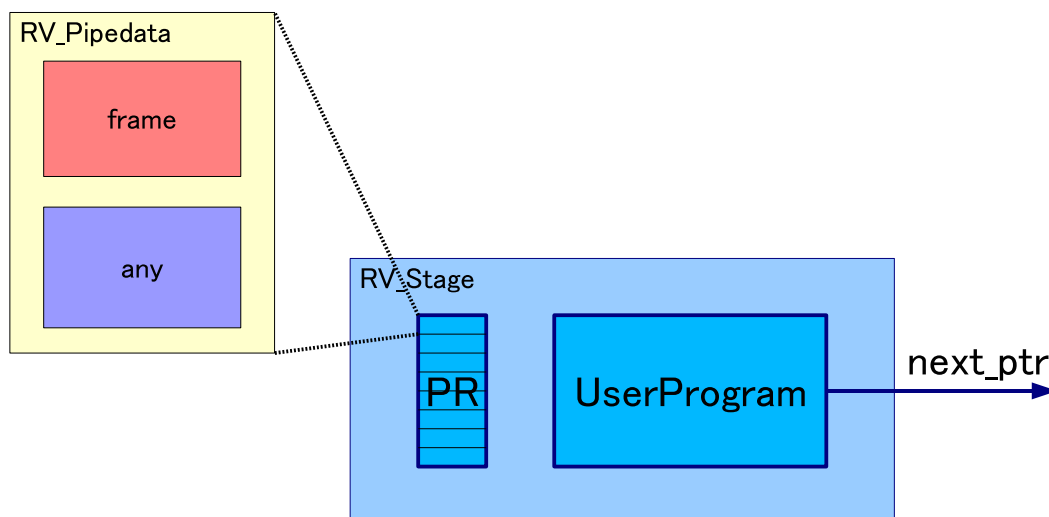 RV_Pipedata
frame
any
RV_Stage
PR
UserProgram
next_ptr